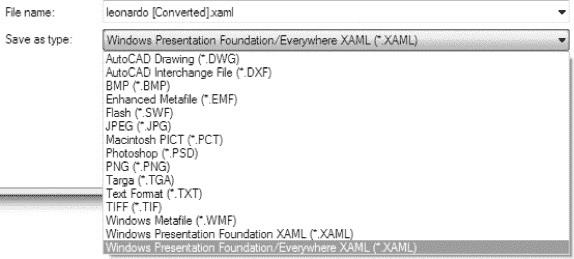 File name: leonardo [Converted].xaml
Save as type: Windows Presentation Foundation/Everywhere XAML (*.XAML)
AutoCAD Drawing (*.DWG)
AutoCAD Interchange File (*.DXF)
BMP (*.BMP)
Enhanced Metafile (*.EMF)
Flash (*.SWF)
JPEG (*.JPG)
Macintosh PICT (*.PCT)
Photoshop (*.PSD)
PNG (*.PNG)
Targa (*.TGA)
Text Format (*.TXT)
TIFF (*.TIF)
Windows Metafile (*.WMF)
Windows Presentation Foundation XAML (*.XAML)
Windows Presentation Foundation/Everywhere XAML (*.XAML)